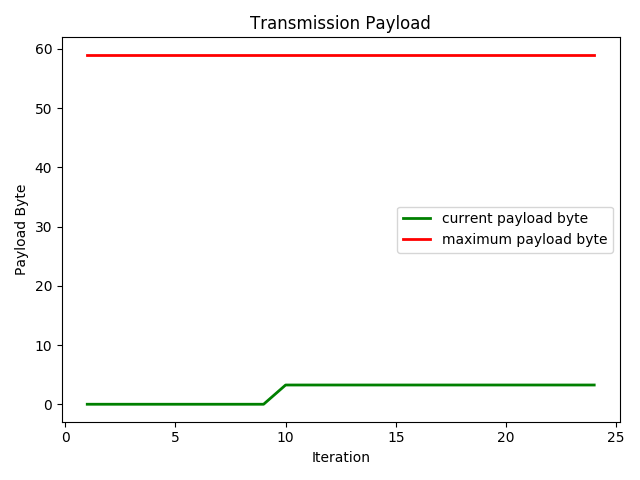 Transmission Payload
60
50
40
30
20
10
0
Payload Byte
current payload byte
maximum payload byte
0 5 10 15 20 25
Iteration